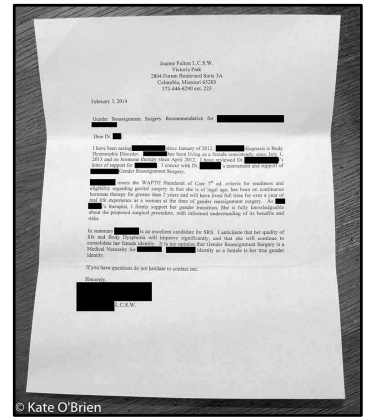 Joanne Fulton L.C.S.W.
Victoria Park
2804 Forum Boulevard Suite 3A
Columbia, Missouri 65203
573-446-6290 ext. 223
February 3, 2014
Gender Reassignment Surgery Recommendation for
Dear Dr.
I have been seeing since January of 2012. diagnosis is Body
Dysmorphic Disorder. has been living as a female consistently since July 1,
2013 and on hormone therapy since April 2012. I have reviewed Dr. 's
letter of support for . I concur with Dr. 's assessment and support of
Gender Reassignment Surgery.
meets the WAPTH Standards of Care 7th ed. criteria for readiness and
eligibility regarding genital surgery in that she is of legal age, has been on continuous
hormone therapy for greater than 2 years and will have lived full time for over 1 year of
real life experience as a woman at the time of gender reassignment surgery. As
's therapist, I firmly support her gender transition. She is fully knowledgeable
about the proposed surgical procedure, with informed understanding of its benefits and
risks.
In summary is an excellent candidate for SRS. I anticipate that her quality of
life and Body Dysphoria will improve significantly, and that she will continue to
consolidate her female identity. It is my opinion that Gender Reassignment Surgery is a
Medical Necessity for . identity as a female is her true gender
identity.
If you have questions do not hesitate to contact me.
Sincerely,
L.C.S.W.
© Kate O'Brien